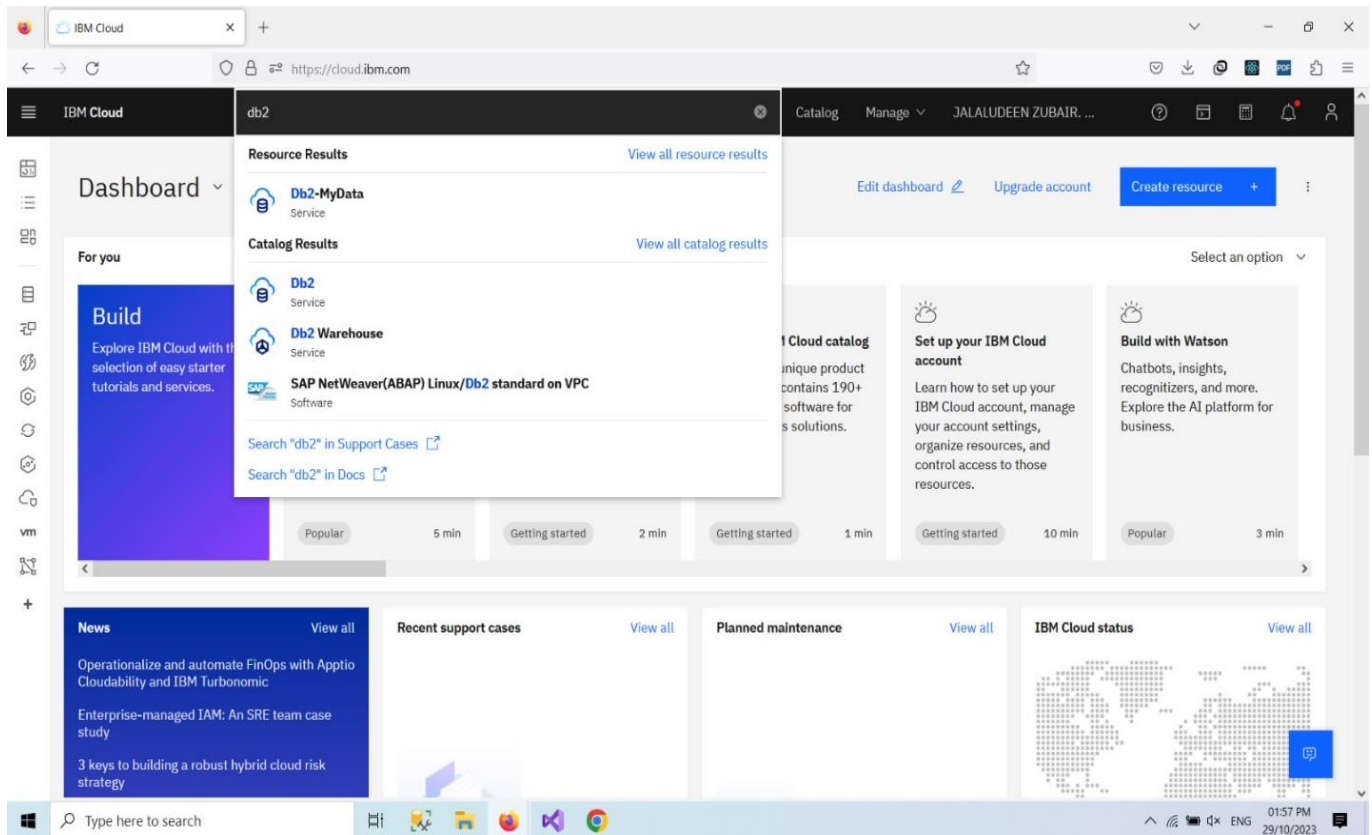 IBM Cloud
https://cloud.ibm.com
IBM Cloud
db2
Catalog
Manage
JALALUDEEN ZUBAIR. ...
Resource Results
View all resource results
Db2-MyData
Service
Catalog Results
View all catalog results
Db2
Service
Db2 Warehouse
Service
SAP
SAP NetWeaver(ABAP) Linux/Db2 standard on VPC
Software
Search "db2" in Support Cases
Search "db2" in Docs
Dashboard
Edit dashboard
Upgrade account
Create resource +
For you
Select an option
Build
Explore IBM Cloud with th
selection of easy starter
tutorials and services.
Popular
5 min
Getting started
2 min
Cloud catalog
unique product
contains 190+
software for
s solutions.
Getting started
1 min
Set up your IBM Cloud
account
Learn how to set up your
IBM Cloud account, manage
your account settings,
organize resources, and
control access to those
resources.
Getting started
10 min
Build with Watson
Chatbots, insights,
recognitizers, and more.
Explore the AI platform for
business.
Popular
3 min
vm
News
View all
Operationalize and automate FinOps with Apptio
Cloudability and IBM Turbonomic
Enterprise-managed IAM: An SRE team case
study
3 keys to building a robust hybrid cloud risk
strategy
Recent support cases
View all
Planned maintenance
View all
IBM Cloud status
View all
Type here to search
ENG
01:57 PM
29/10/2023